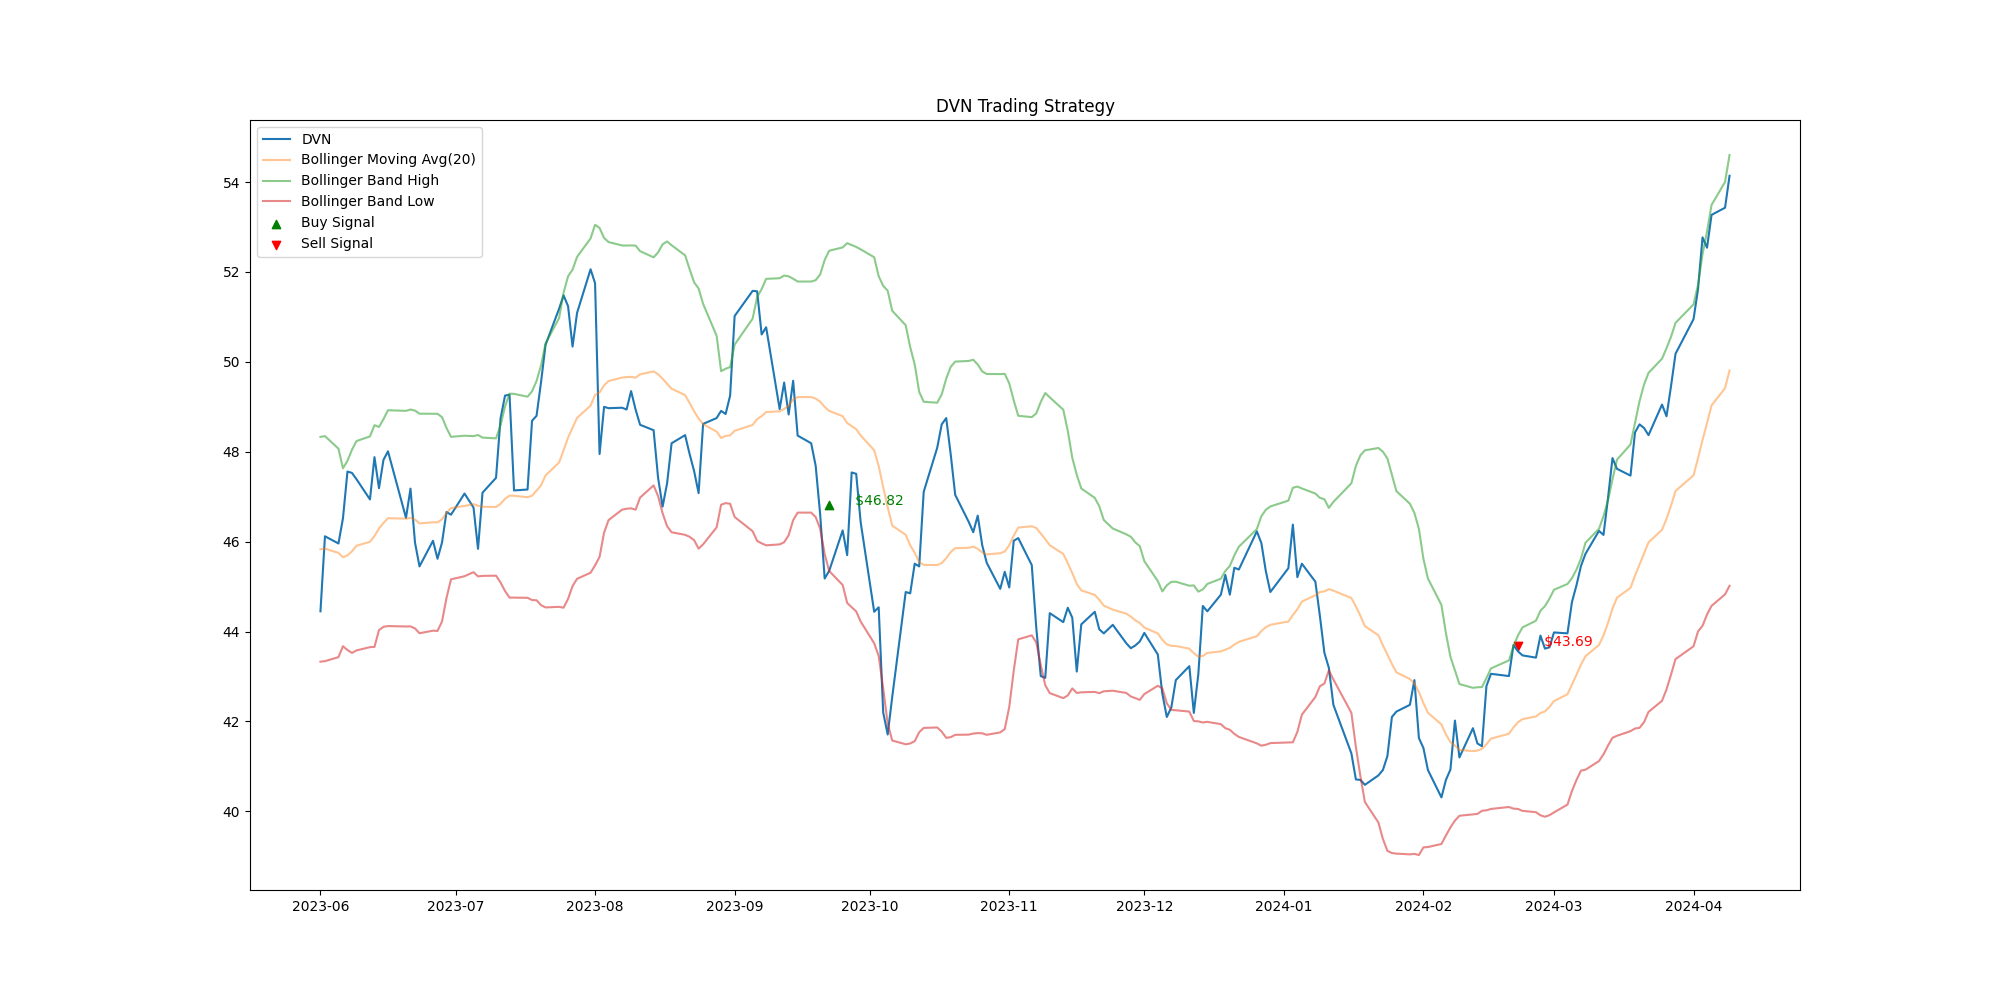 DVN Trading Strategy
DVN
Bollinger Moving Avg(20)
Bollinger Band High
Bollinger Band Low
Buy Signal
Sell Signal
54
52
50
48
46
44
42
40
$46.82
$43.69
2023-06 2023-07 2023-08 2023-09 2023-10 2023-11 2023-12 2024-01 2024-02 2024-03 2024-04